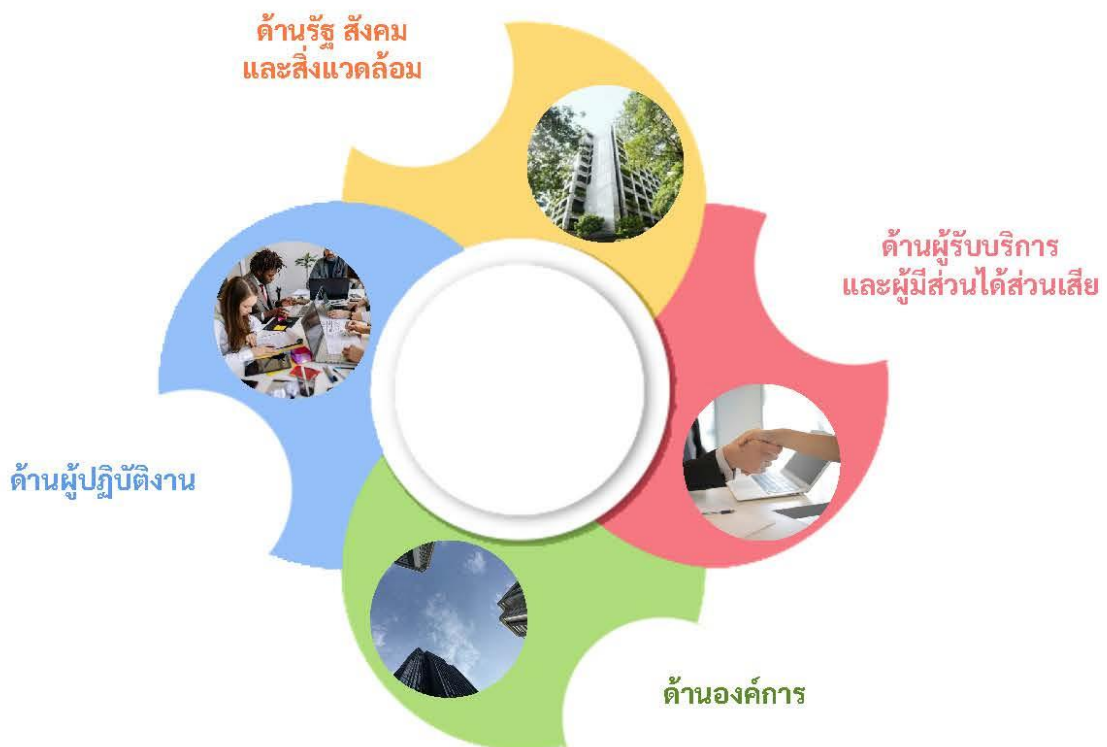 ด้านรัฐ สังคม
และสิ่งแวดล้อม
ด้านผู้รับบริการ
และผู้มีส่วนได้ส่วนเสีย
ด้านผู้ปฏิบัติงาน
ด้านองค์การ